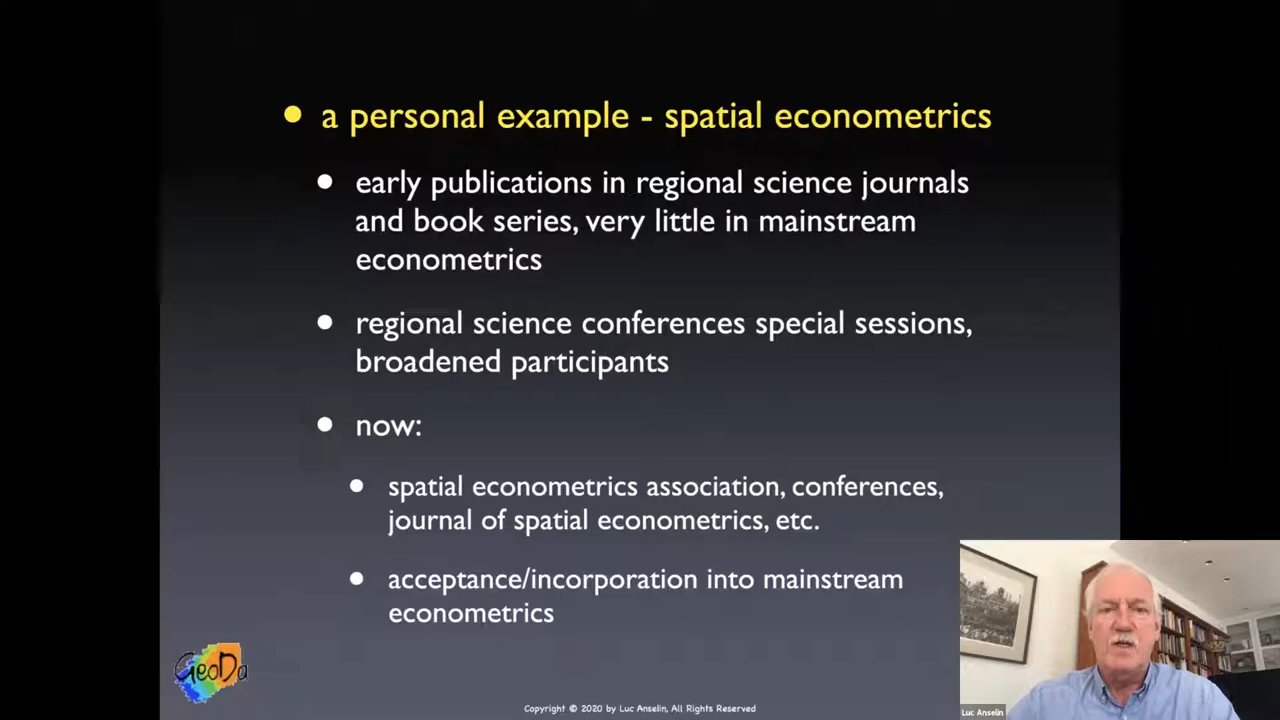 • a personal example - spatial econometrics
• early publications in regional science journals
and book series, very little in mainstream
econometrics
• regional science conferences special sessions,
broadened participants
• now:
• spatial econometrics association, conferences,
journal of spatial econometrics, etc.
• acceptance/incorporation into mainstream
econometrics
GeoDa
Copyright © 2020 by Luc Anselin, All Rights Reserved
Luc Anselin